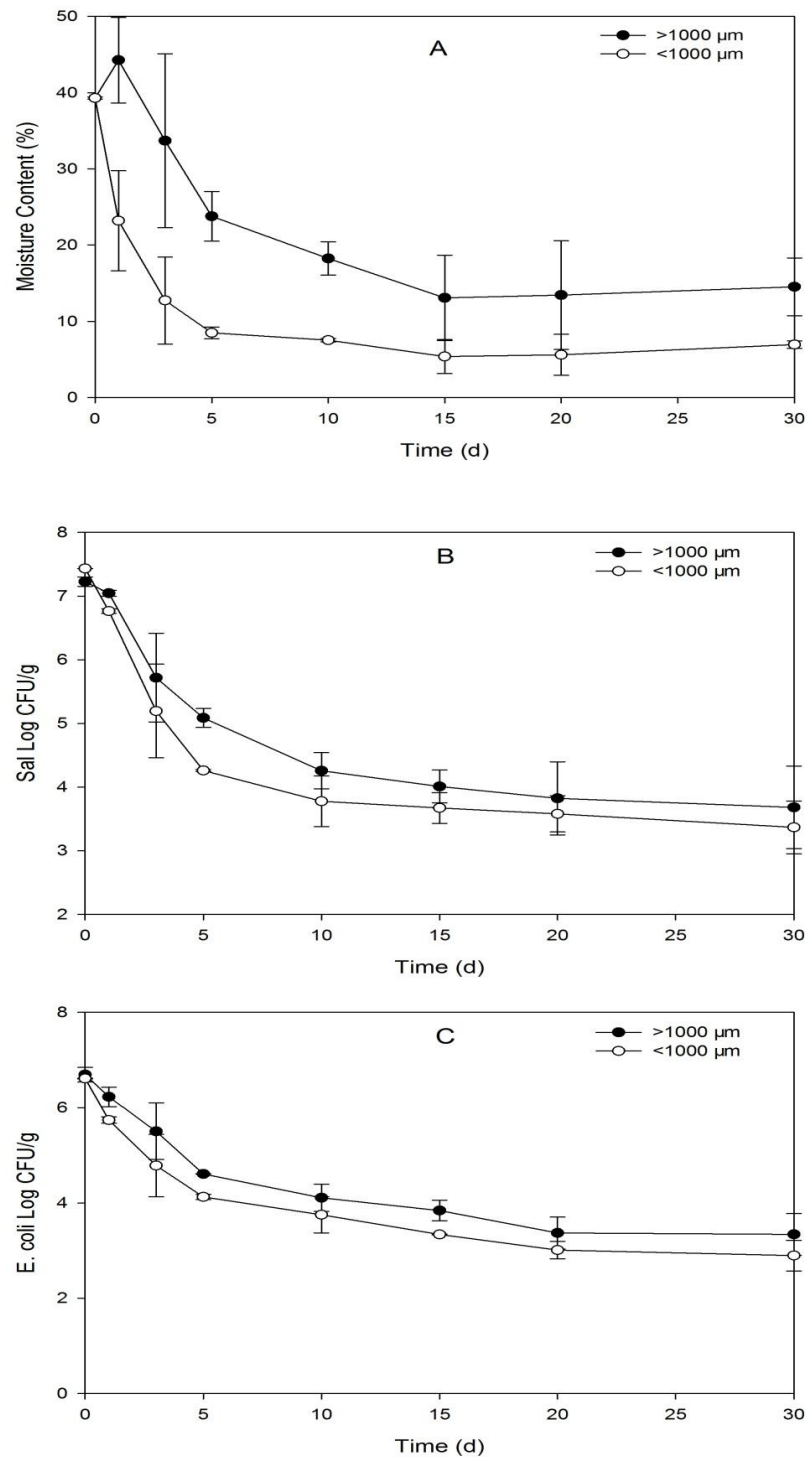 A
>1000 µm
<1000 µm
50
40
30
20
10
0
Moisture Content (%)
0 5 10 15 20 25 30
Time (d)
B
>1000 µm
<1000 µm
8
7
6
5
4
3
2
Sal Log CFU/g
0 5 10 15 20 25 30
Time (d)
C
>1000 µm
<1000 µm
8
6
4
2
0
E. coli Log CFU/g
0 5 10 15 20 25 30
Time (d)